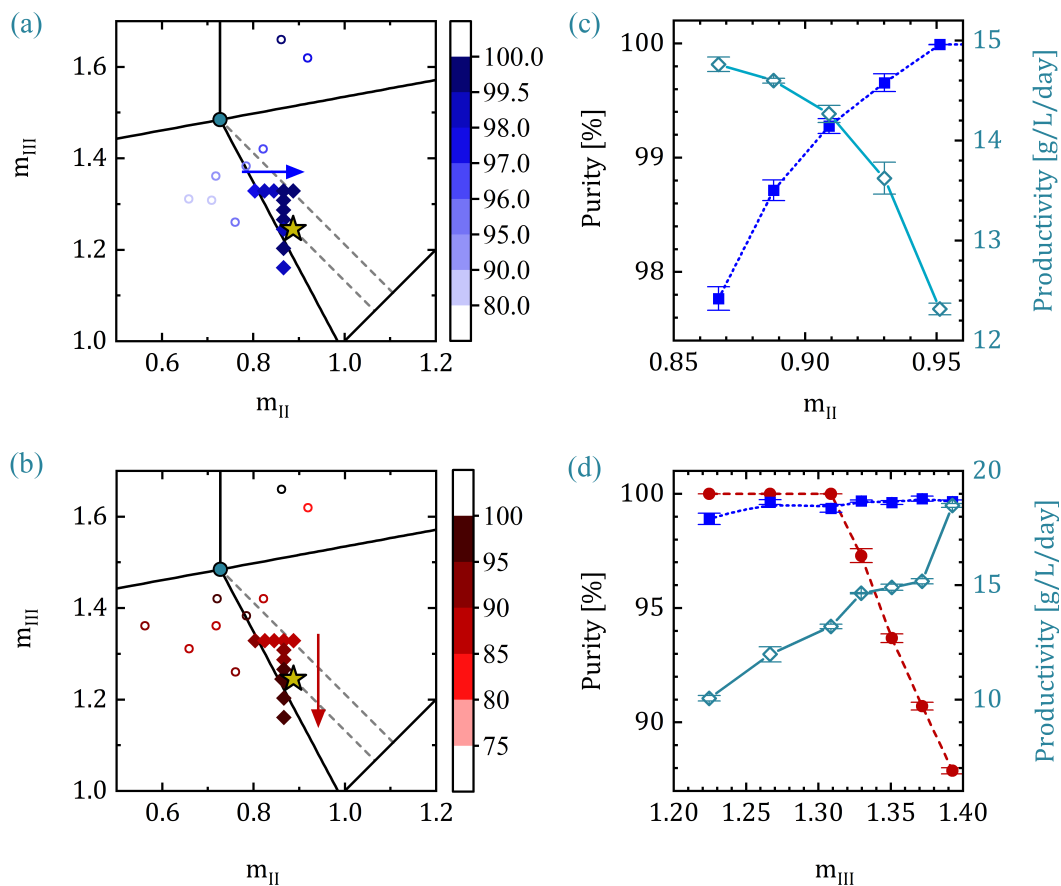 (a)
1.6
1.4
1.2
1.0
m_III
0.6 0.8 1.0 1.2
m_II
100.0
99.5
98.0
97.0
96.0
95.0
90.0
80.0
(c)
100
99
98
Purity [%]
15
14
13
12
Productivity [g/L/day]
0.85 0.90 0.95
m_II
(b)
1.6
1.4
1.2
1.0
m_III
0.6 0.8 1.0 1.2
m_II
100
95
90
85
80
75
(d)
100
95
90
Purity [%]
20
15
10
Productivity [g/L/day]
1.20 1.25 1.30 1.35 1.40
m_III